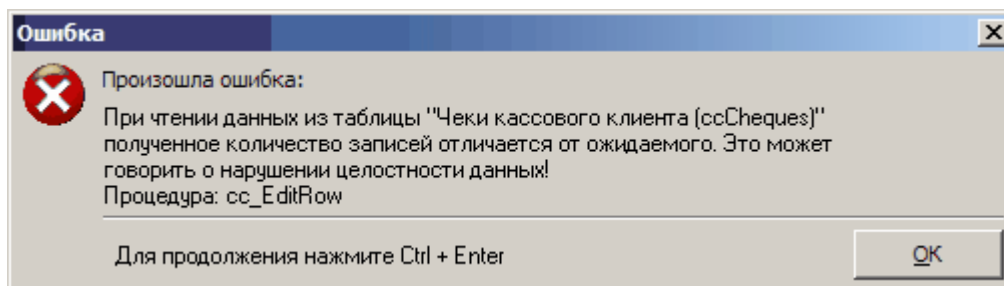 Ошибка
Произошла ошибка:
При чтении данных из таблицы "Чеки кассового клиента (ccCheques)"
полученное количество записей отличается от ожидаемого. Это может
говорить о нарушении целостности данных!
Процедура: cc_EditRow
Для продолжения нажмите Ctrl + Enter
OK